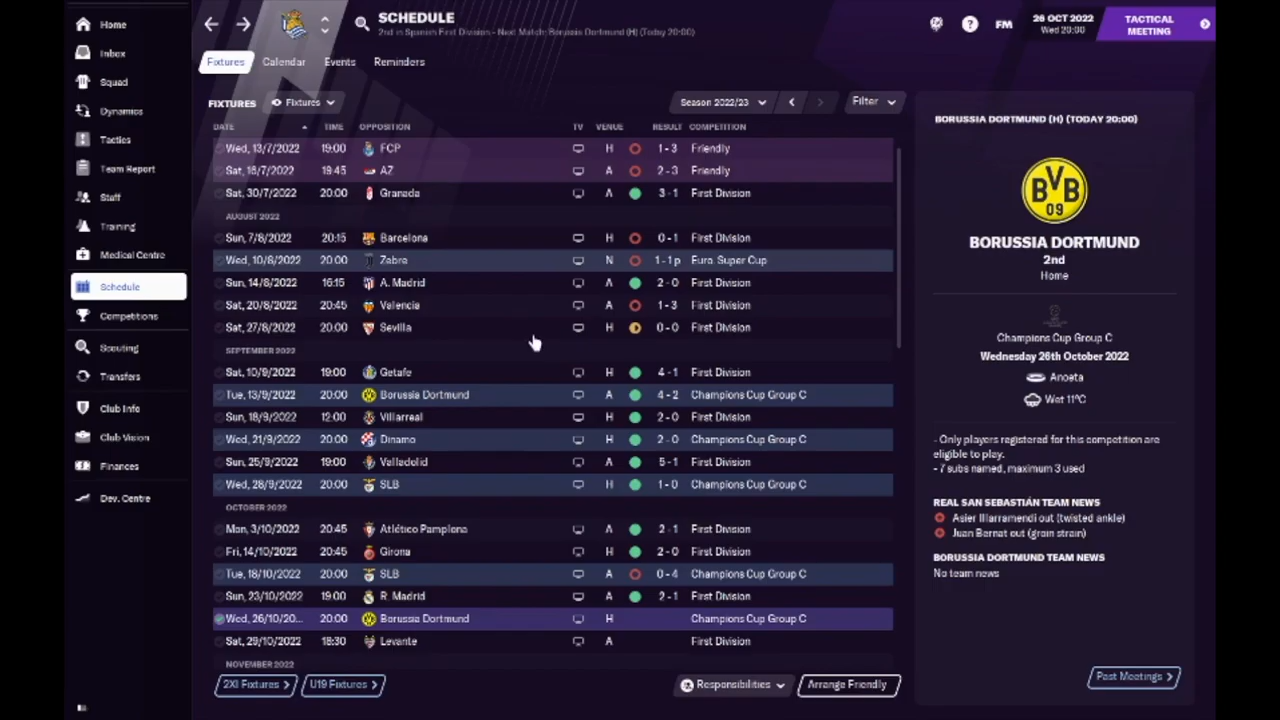 Home
Inbox
Squad
Dynamics
Tactics
Team Report
Staff
Training
Medical Centre
Schedule
Competitions
Scouting
Transfers
Club Info
Club Vision
Finances
Dev. Centre
SCHEDULE
2nd in Spanish First Division - Next Match: Borussia Dortmund (H) (Today 20:00)
FM
26 OCT 2022
Wed 20:00
TACTICAL
MEETING
Fixtures Calendar Events Reminders
FIXTURES Fixtures Season 2022/23 Filter
DATE TIME OPPOSITION TV VENUE RESULT COMPETITION
Wed, 13/7/2022 19:00 FCP H 1-3 Friendly
Sat, 16/7/2022 19:45 AZ A 2-3 Friendly
Sat, 30/7/2022 20:00 Granada A 3-1 First Division
AUGUST 2022
Sun, 7/8/2022 20:15 Barcelona H 0-1 First Division
Wed, 10/8/2022 20:00 Zebre N 1-1 p Euro. Super Cup
Sun, 14/8/2022 16:15 A. Madrid A 2-0 First Division
Sat, 20/8/2022 20:45 Valencia A 1-3 First Division
Sat, 27/8/2022 20:00 Sevilla H 0-0 First Division
SEPTEMBER 2022
Sat, 10/9/2022 19:00 Getafe H 4-1 First Division
Tue, 13/9/2022 20:00 Borussia Dortmund A 4-2 Champions Cup Group C
Sun, 18/9/2022 12:00 Villarreal H 2-0 First Division
Wed, 21/9/2022 20:00 Dinamo H 2-0 Champions Cup Group C
Sun, 25/9/2022 19:00 Valladolid A 5-1 First Division
Wed, 28/9/2022 20:00 SLB H 1-0 Champions Cup Group C
OCTOBER 2022
Mon, 3/10/2022 20:45 Atlético Pamplona A 2-1 First Division
Fri, 14/10/2022 20:45 Girona H 2-0 First Division
Tue, 18/10/2022 20:00 SLB A 0-4 Champions Cup Group C
Sun, 23/10/2022 19:00 R. Madrid A 2-1 First Division
Wed, 26/10/20... 20:00 Borussia Dortmund H Champions Cup Group C
Sat, 29/10/2022 18:30 Levante A First Division
NOVEMBER 2022
2XI Fixtures > U19 Fixtures > Responsibilities Arrange Friendly
BORUSSIA DORTMUND (H) (TODAY 20:00)
BVB
09
BORUSSIA DORTMUND
2nd
Home
Champions Cup Group C
Wednesday 26th October 2022
Anoeta
Wet 11°C
- Only players registered for this competition are
eligible to play.
- 7 subs named, maximum 3 used
REAL SAN SEBASTIÁN TEAM NEWS
Asier Illarramendi out (twisted ankle)
Juan Bernat out (groin strain)
BORUSSIA DORTMUND TEAM NEWS
No team news
Past Meetings >